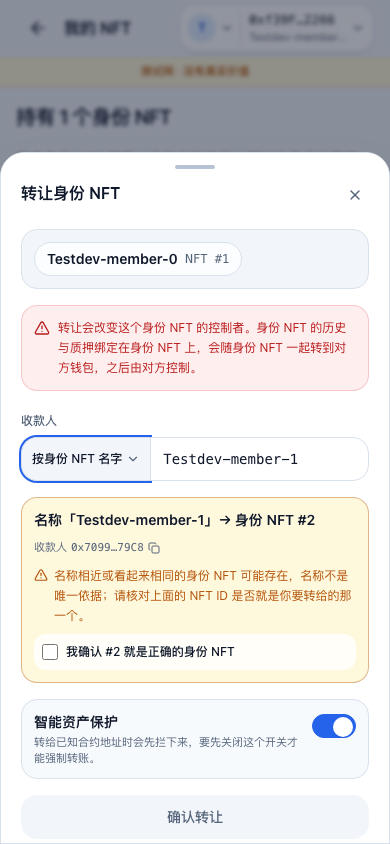 我的 NFT
T
0xf39F…2266
Testdev-member…
持有 1 个身份 NFT
转让身份 NFT
Testdev-member-0 NFT #1
转让会改变这个身份 NFT 的控制者。身份 NFT 的历史
与质押绑定在身份 NFT 上，会随身份 NFT 一起转到对
方钱包，之后由对方控制。
收款人
按身份 NFT 名字
Testdev-member-1
名称「Testdev-member-1」→ 身份 NFT #2
收款人 0x7099…79C8
名称相近或看起来相同的身份 NFT 可能存在，名称不是
唯一依据；请核对上面的 NFT ID 是否就是你要转给的那
一个。
我确认 #2 就是正确的身份 NFT
智能资产保护
转给已知合约地址时会先拦下来，要先关闭这个开关才
能强制转账。
确认转让